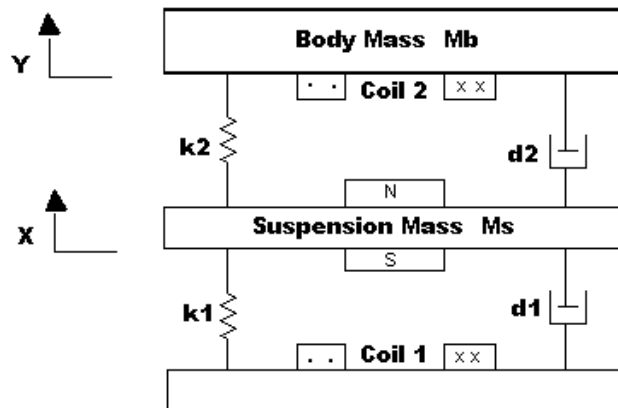 Body Mass Mb
Y
. . Coil 2 x x
k2
d2
N
X
Suspension Mass Ms
S
k1
d1
. . Coil 1 x x